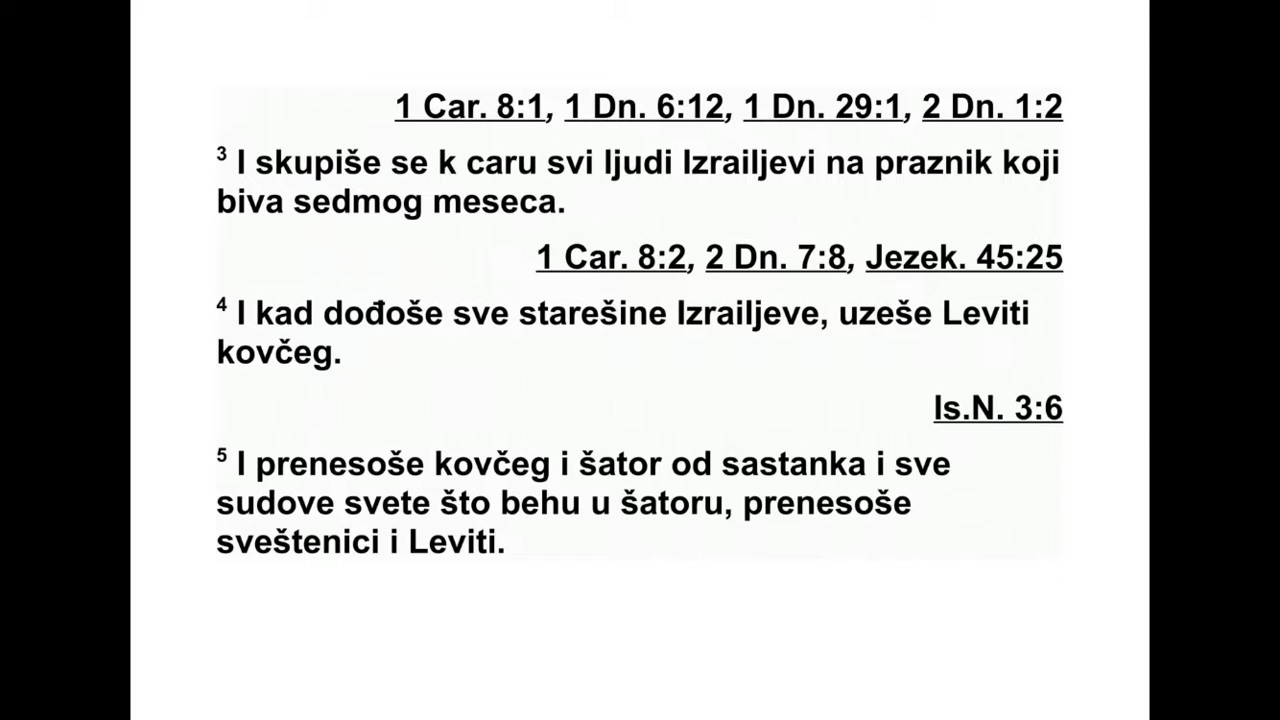 1 Car. 8:1, 1 Dn. 6:12, 1 Dn. 29:1, 2 Dn. 1:2
3 I skupiše se k caru svi ljudi Izrailjevi na praznik koji
biva sedmog meseca.
1 Car. 8:2, 2 Dn. 7:8, Jezek. 45:25
4 I kad dođoše sve starešine Izrailjeve, uzeše Leviti
kovčeg.
Is.N. 3:6
5 I prenesoše kovčeg i šator od sastanka i sve
sudove svete što behu u šatoru, prenesoše
sveštenici i Leviti.